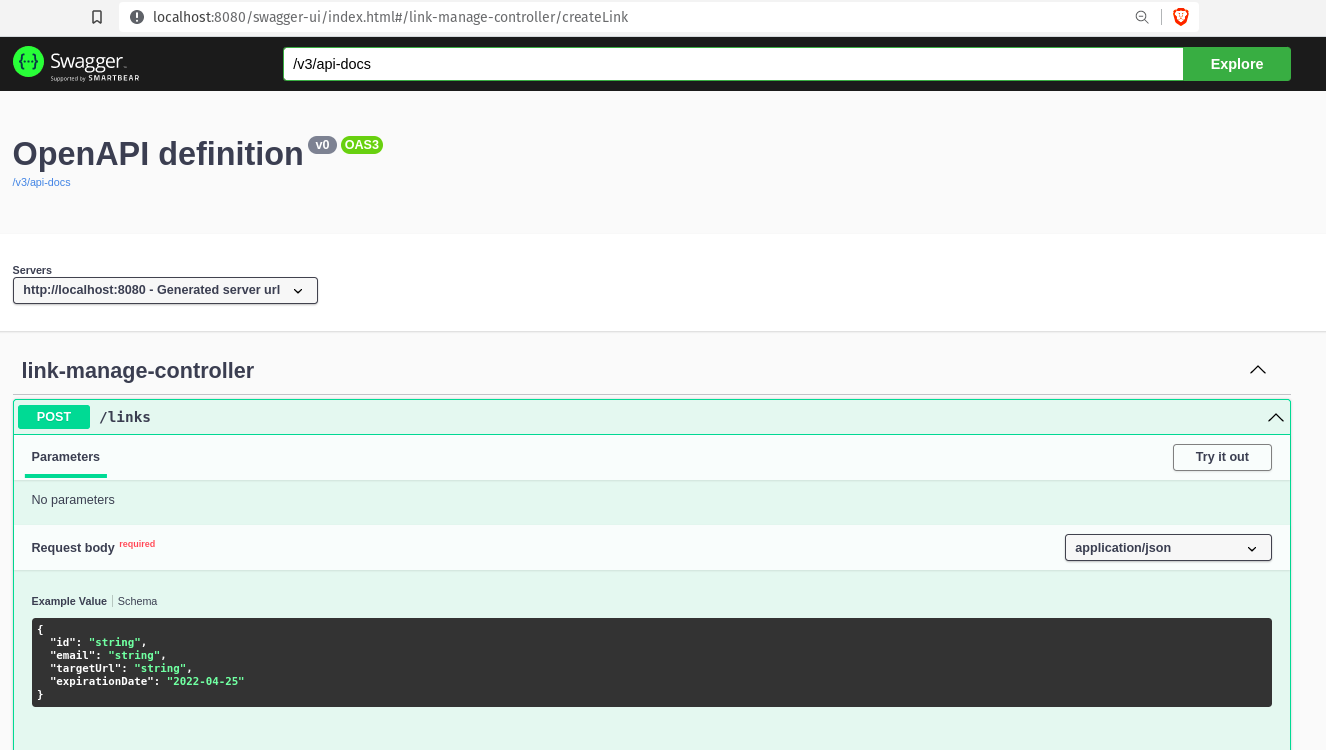 localhost:8080/swagger-ui/index.html#/link-manage-controller/createLink
Swagger
Supported by SMARTBEAR
/v3/api-docs
Explore
OpenAPI definition v0 OAS3
/v3/api-docs
Servers
http://localhost:8080 - Generated server url
link-manage-controller
POST /links
Parameters
Try it out
No parameters
Request body required
application/json
Example Value Schema
{
"id": "string",
"email": "string",
"targetUrl": "string",
"expirationDate": "2022-04-25"
}